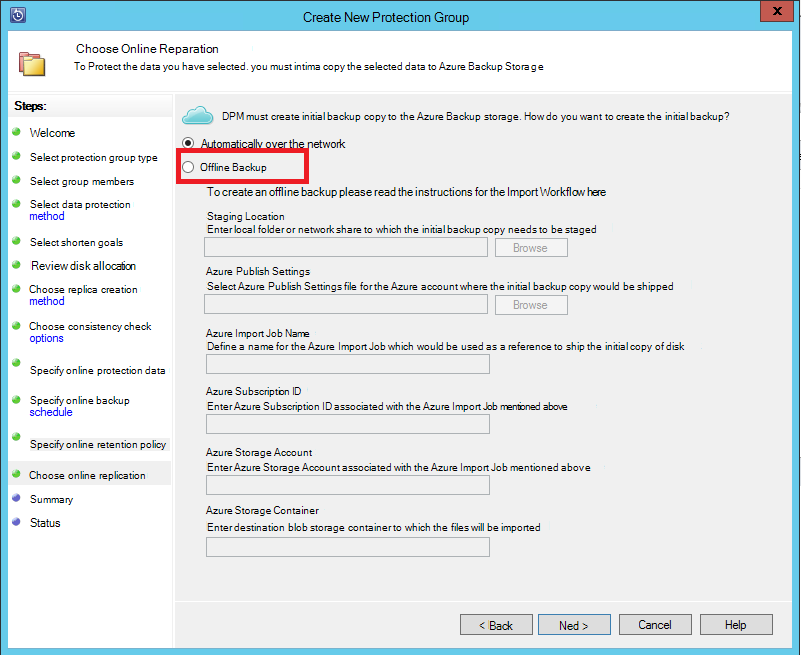 Create New Protection Group
x
Choose Online Reparation
To Protect the data you have selected. you must intima copy the selected data to Azure Backup Storage
Steps:
Welcome
Select protection group type
Select group members
Select data protection
method
Select shorten goals
Review disk allocation
Choose replica creation
method
Choose consistency check
options
Specify online protection data
Specify online backup
schedule
Specify online retention policy
Choose online replication
Summary
Status
DPM must create initial backup copy to the Azure Backup storage. How do you want to create the initial backup?
Automatically over the network
Offline Backup
To create an offline backup please read the instructions for the Import Workflow here
Staging Location
Enter local folder or network share to which the initial backup copy needs to be staged
Browse
Azure Publish Settings
Select Azure Publish Settings file for the Azure account where the initial backup copy would be shipped
Browse
Azure Import Job Name
Define a name for the Azure Import Job which would be used as a reference to ship the initial copy of disk
Azure Subscription ID
Enter Azure Subscription ID associated with the Azure Import Job mentioned above
Azure Storage Account
Enter Azure Storage Account associated with the Azure Import Job mentioned above
Azure Storage Container
Enter destination blob storage container to which the files will be imported
< Back
Ned >
Cancel
Help